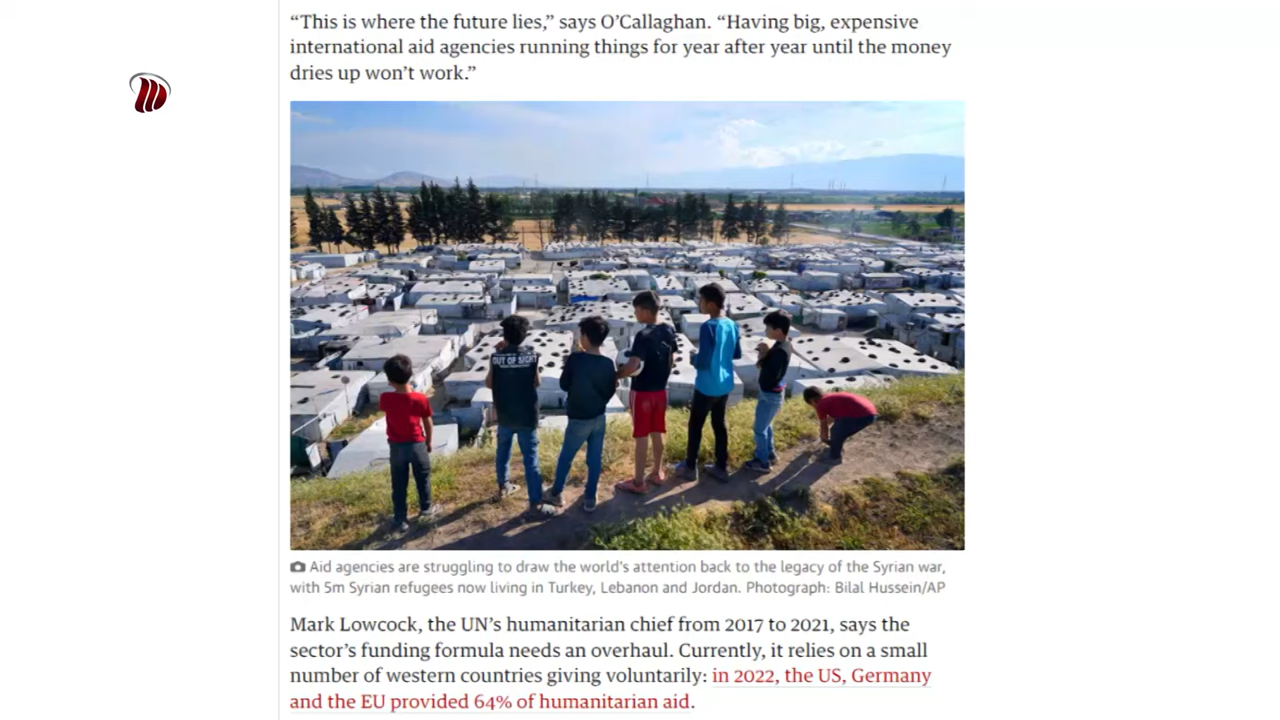 “This is where the future lies,” says O’Callaghan. “Having big, expensive
international aid agencies running things for year after year until the money
dries up won’t work.”
OUT OF SIGHT
Aid agencies are struggling to draw the world’s attention back to the legacy of the Syrian war,
with 5m Syrian refugees now living in Turkey, Lebanon and Jordan. Photograph: Bilal Hussein/AP
Mark Lowcock, the UN’s humanitarian chief from 2017 to 2021, says the
sector’s funding formula needs an overhaul. Currently, it relies on a small
number of western countries giving voluntarily: in 2022, the US, Germany
and the EU provided 64% of humanitarian aid.